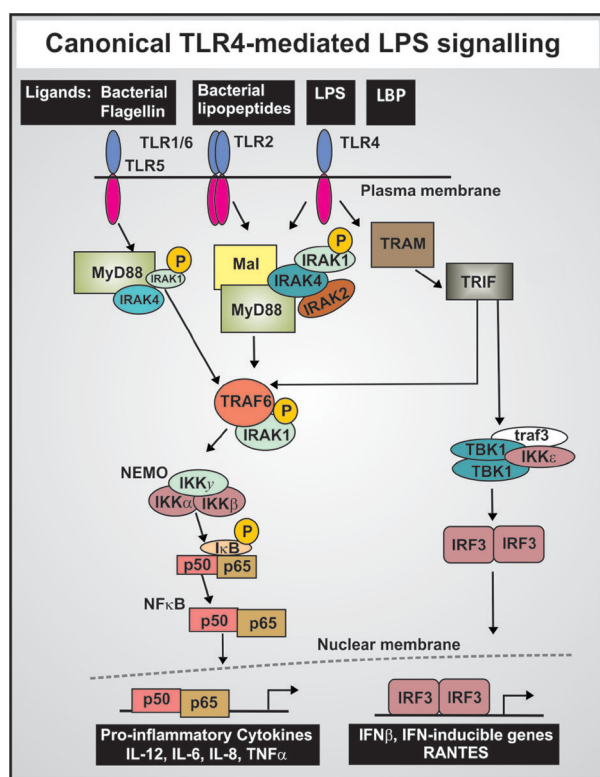 Canonical TLR4-mediated LPS signalling
Ligands: Bacterial
Flagellin
Bacterial
lipopeptides
LPS
LBP
TLR1/6
TLR5
TLR2
TLR4
Plasma membrane
MyD88
P
IRAK1
IRAK4
Mal
P
IRAK1
IRAK4
IRAK2
MyD88
TRAM
TRIF
TRAF6
P
IRAK1
NEMO
IKKy
IKKα
IKKβ
P
IκB
p50
p65
NFκB
p50
p65
traf3
TBK1
IKKε
TBK1
IRF3
IRF3
Nuclear membrane
p50
p65
IRF3
IRF3
Pro-inflammatory Cytokines
IL-12, IL-6, IL-8, TNFα
IFNβ, IFN-inducible genes
RANTES